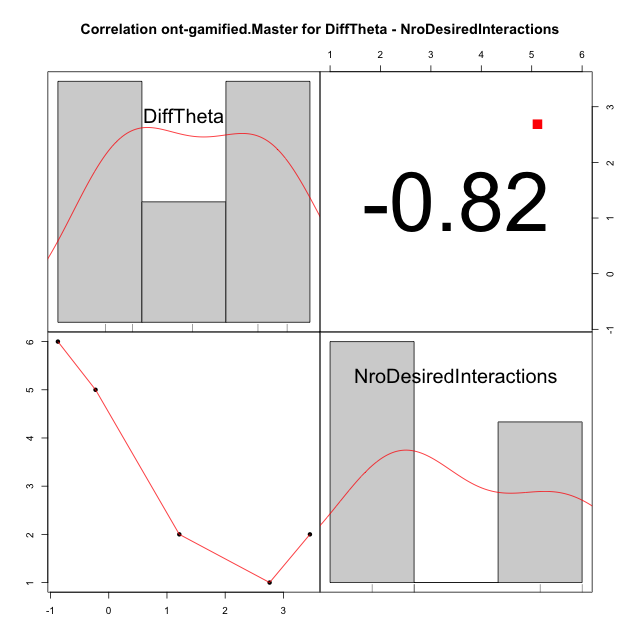 Correlation ont-gamified.Master for DiffTheta - NroDesiredInteractions
1 2 3 4 5 6
DiffTheta
-0.82
3
2
1
0
-1
6
5
4
3
2
1
NroDesiredInteractions
-1 0 1 2 3